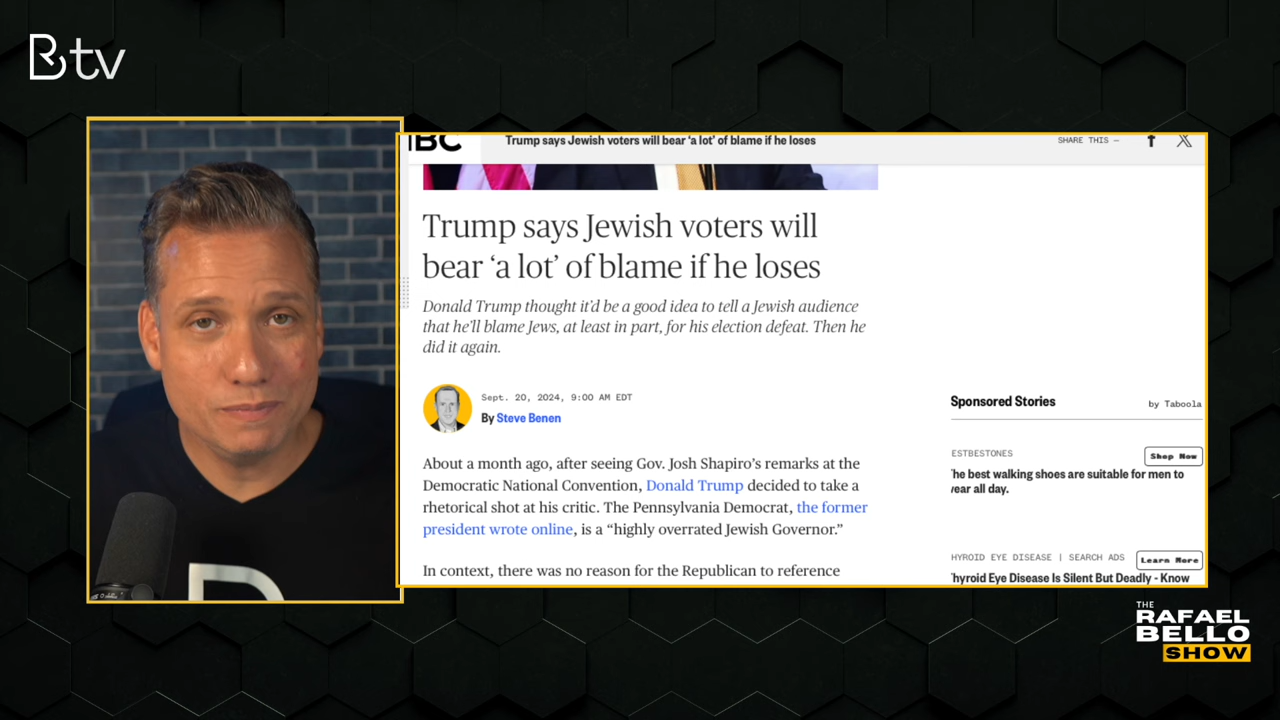 Btv
Trump says Jewish voters will bear ‘a lot’ of blame if he loses
SHARE THIS —
Trump says Jewish voters will
bear ‘a lot’ of blame if he loses
Donald Trump thought it’d be a good idea to tell a Jewish audience
that he’ll blame Jews, at least in part, for his election defeat. Then he
did it again.
Sept. 20, 2024, 9:00 AM EDT
By Steve Benen
About a month ago, after seeing Gov. Josh Shapiro’s remarks at the
Democratic National Convention, Donald Trump decided to take a
rhetorical shot at his critic. The Pennsylvania Democrat, the former
president wrote online, is a “highly overrated Jewish Governor.”
In context, there was no reason for the Republican to reference
Sponsored Stories
by Taboola
ESTBESTONES
Shop Now
he best walking shoes are suitable for men to
ear all day.
HYROID EYE DISEASE | SEARCH ADS
Learn More
hyroid Eye Disease Is Silent But Deadly - Know
THE
RAFAEL
BELLO
SHOW